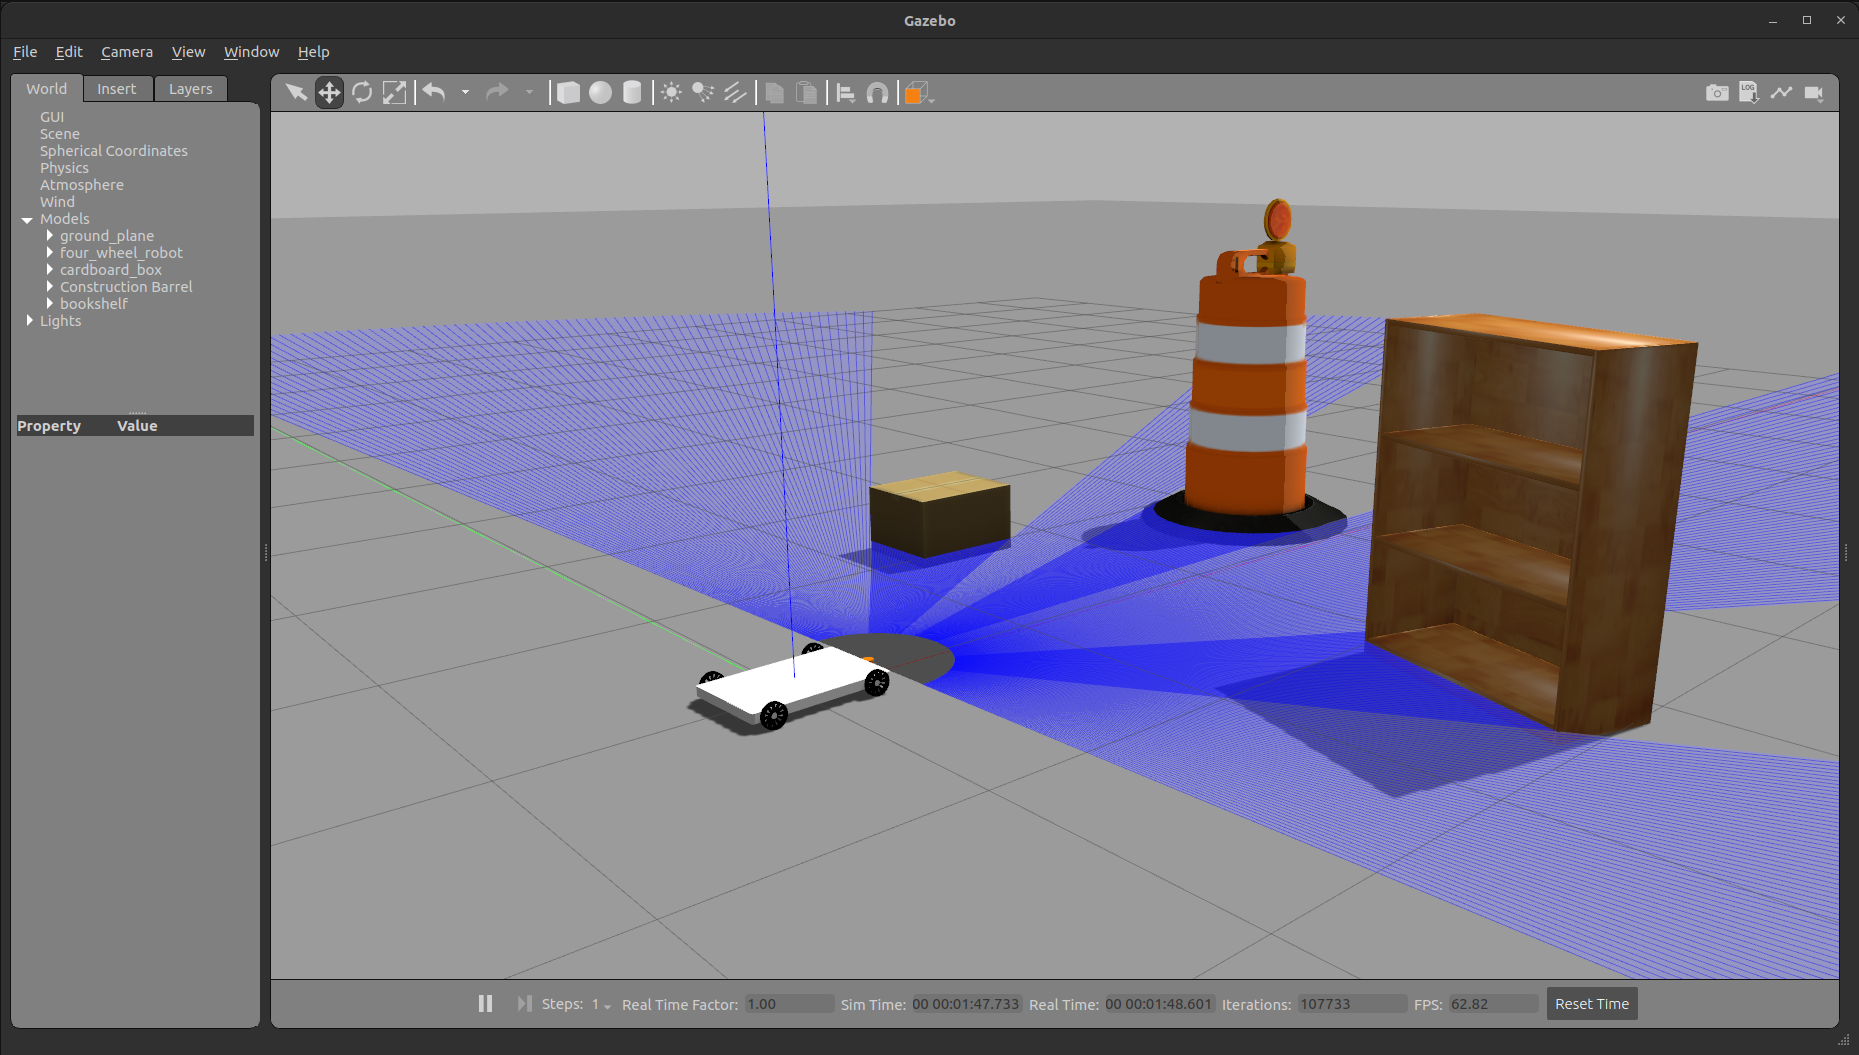 Gazebo
File Edit Camera View Window Help
World Insert Layers
GUI
Scene
Spherical Coordinates
Physics
Atmosphere
Wind
Models
ground_plane
four_wheel_robot
cardboard_box
Construction Barrel
bookshelf
Lights
Property Value
LOG
Steps: 1 Real Time Factor: 1.00 Sim Time: 00 00:01:47.733 Real Time: 00 00:01:48.601 Iterations: 107733 FPS: 62.82 Reset Time